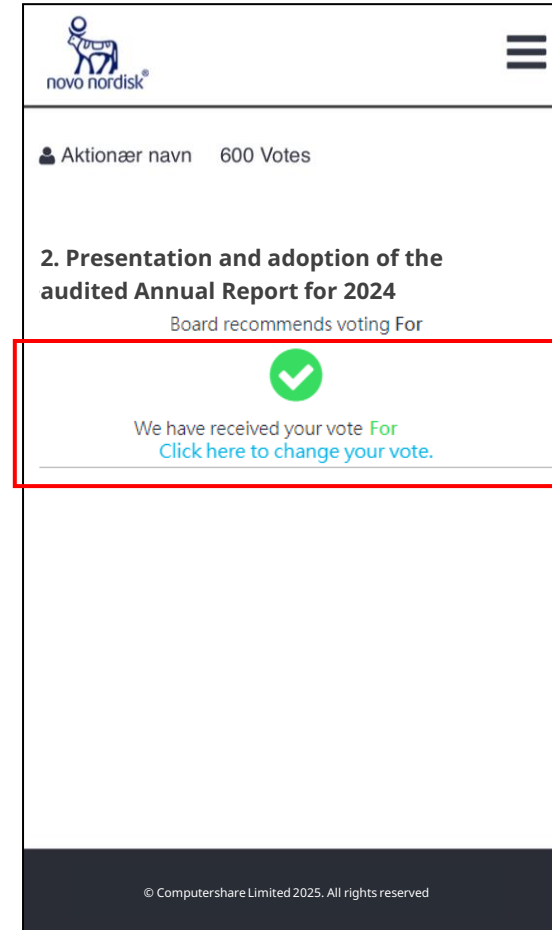 novo nordisk®
Aktionær navn 600 Votes
2. Presentation and adoption of the
audited Annual Report for 2024
Board recommends voting For
We have received your vote For
Click here to change your vote.
© Computershare Limited 2025. All rights reserved